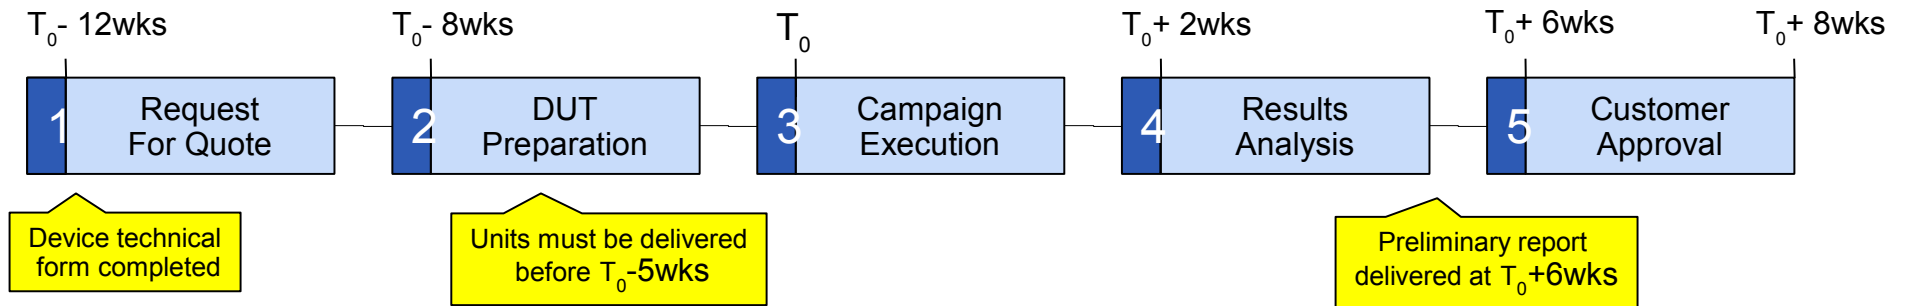 T0- 12wks
T0- 8wks
T0
T0+ 2wks
T0+ 6wks
T0+ 8wks
1
Request
For Quote
2
DUT
Preparation
3
Campaign
Execution
4
Results
Analysis
5
Customer
Approval
Device technical
form completed
Units must be delivered
before T0-5wks
Preliminary report
delivered at T0+6wks